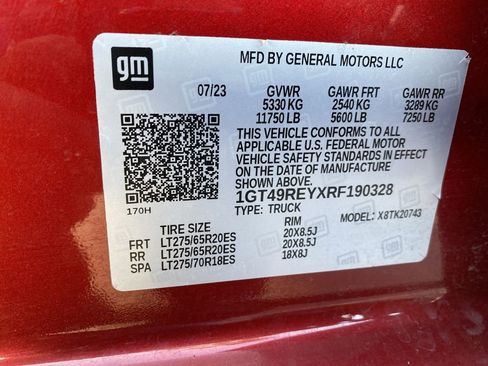 gm
MFD BY GENERAL MOTORS LLC
07/23 GVWR GAWR FRT GAWR RR
5330 KG 2540 KG 3289 KG
11750 LB 5600 LB 7250 LB
THIS VEHICLE CONFORMS TO ALL
APPLICABLE U.S. FEDERAL MOTOR
VEHICLE SAFETY STANDARDS IN EFFECT
ON THE DATE OF MANUFACTURE
1GT49REYXRF190328
TYPE: TRUCK MODEL: X8TK20743
170H
TIRE SIZE RIM
FRT LT275/65R20ES 20X8.5J
RR LT275/65R20ES 20X8.5J
SPA LT275/70R18ES 18X8J